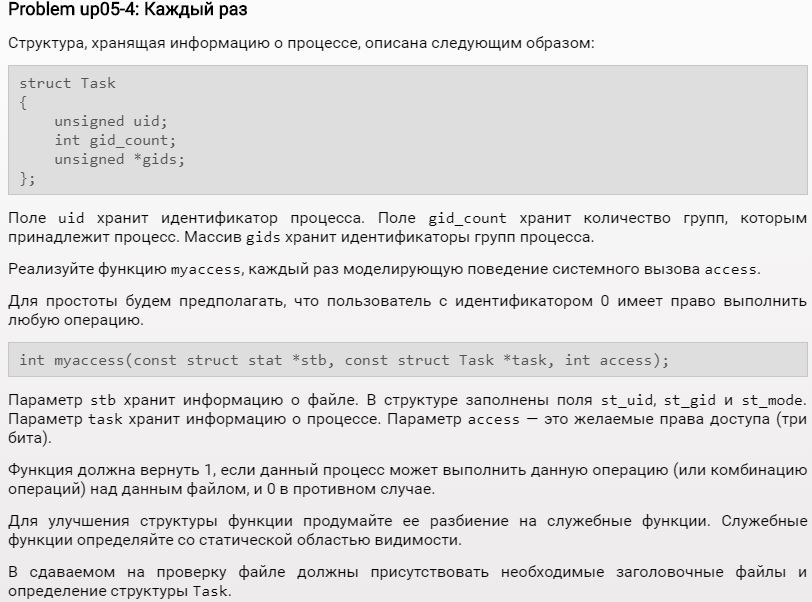 Problem up05-4: Каждый раз
Структура, хранящая информацию о процессе, описана следующим образом:
struct Task
{
    unsigned uid;
    int gid_count;
    unsigned *gids;
};
Поле uid хранит идентификатор процесса. Поле gid_count хранит количество групп, которым
принадлежит процесс. Массив gids хранит идентификаторы групп процесса.
Реализуйте функцию myaccess, каждый раз моделирующую поведение системного вызова access.
Для простоты будем предполагать, что пользователь с идентификатором 0 имеет право выполнить
любую операцию.
int myaccess(const struct stat *stb, const struct Task *task, int access);
Параметр stb хранит информацию о файле. В структуре заполнены поля st_uid, st_gid и st_mode.
Параметр task хранит информацию о процессе. Параметр access — это желаемые права доступа (три
бита).
Функция должна вернуть 1, если данный процесс может выполнить данную операцию (или комбинацию
операций) над данным файлом, и 0 в противном случае.
Для улучшения структуры функции продумайте ее разбиение на служебные функции. Служебные
функции определяйте со статической областью видимости.
В сдаваемом на проверку файле должны присутствовать необходимые заголовочные файлы и
определение структуры Task.